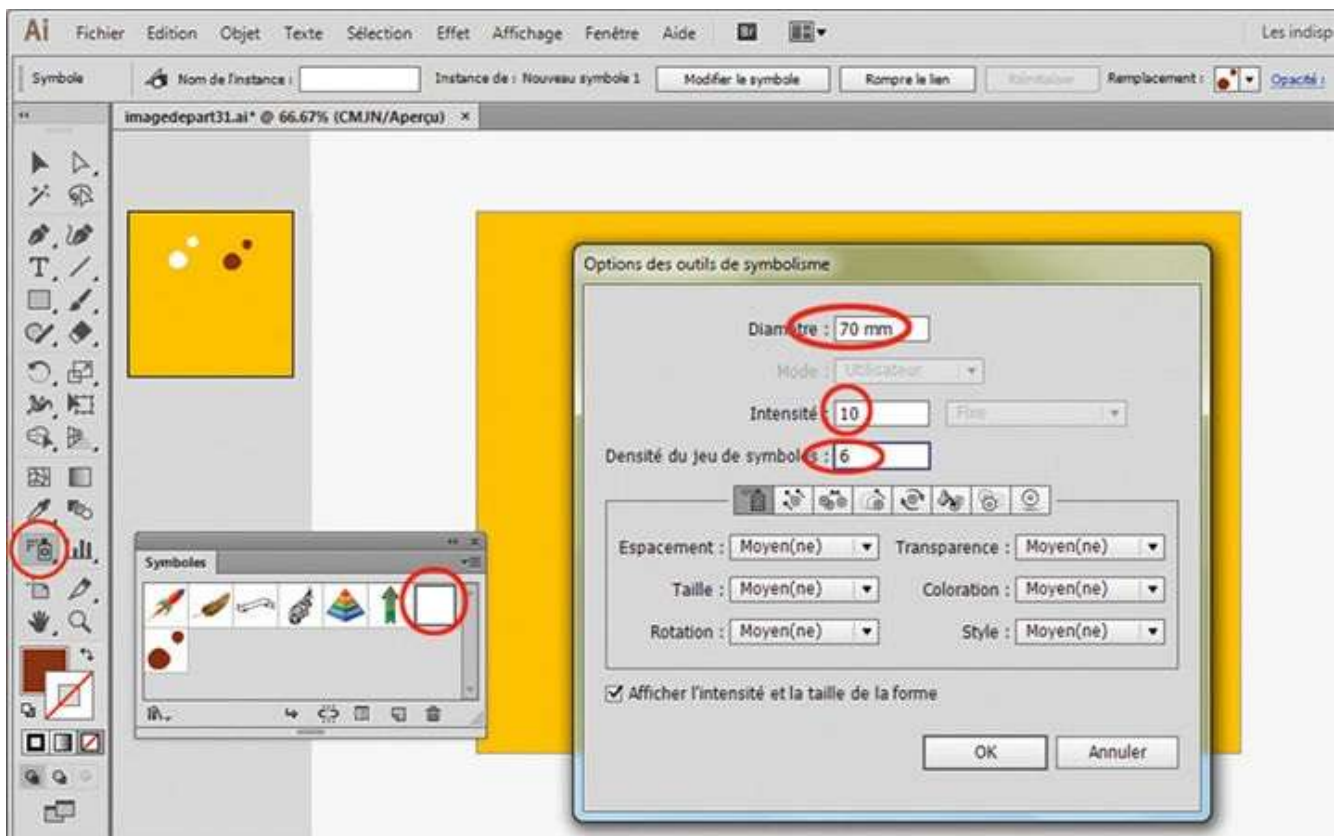 Ai Fichier Edition Objet Texte Sélection Effet Affichage Fenêtre Aide Br Les indisp
Symbole Nom de l'instance : Instance de : Nouveau symbole 1 Modifier le symbole Rompre le lien Réinitialiser Remplacement : Opacité :
imagedepart31.ai* @ 66.67% (CMJN/Aperçu) ×
Options des outils de symbolisme
Diamètre : 70 mm
Mode : Utilisateur
Intensité : 10 Fixe
Densité du jeu de symboles : 6
Espacement : Moyen(ne) Transparence : Moyen(ne)
Taille : Moyen(ne) Coloration : Moyen(ne)
Rotation : Moyen(ne) Style : Moyen(ne)
Afficher l'intensité et la taille de la forme
OK Annuler
Symboles